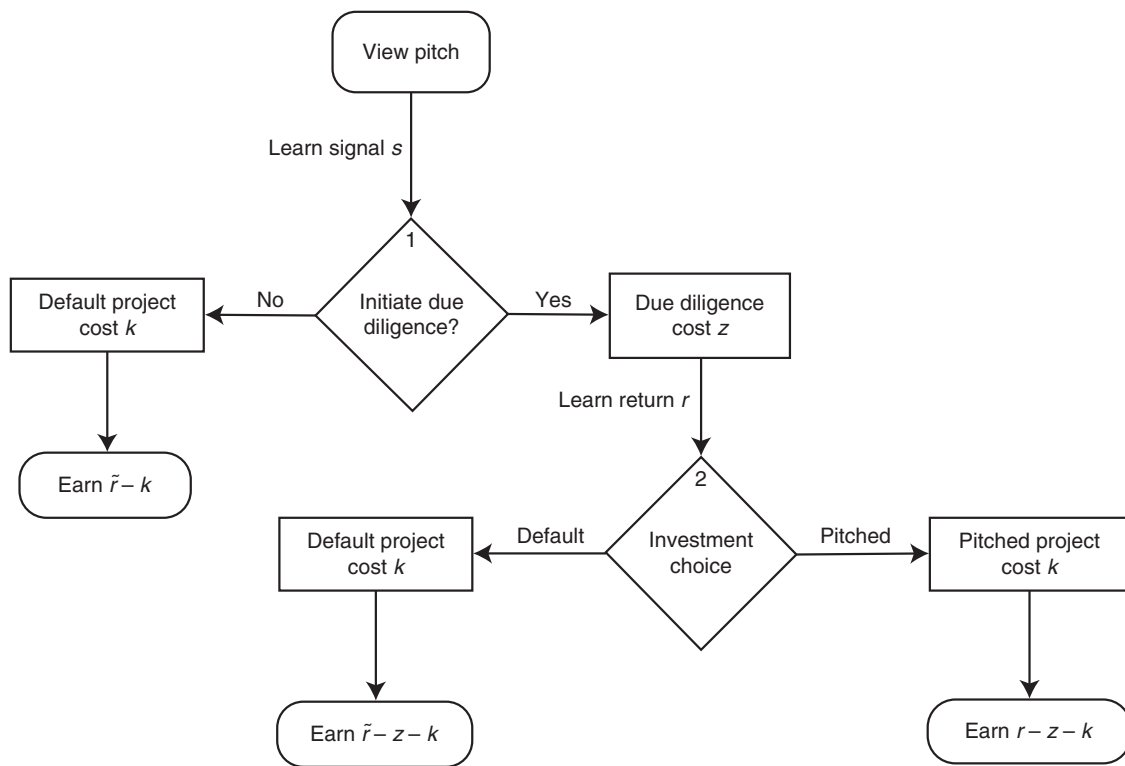 View pitch
Learn signal s
1
Initiate due
diligence?
No
Yes
Default project
cost k
Due diligence
cost z
Earn r̃ – k
Learn return r
2
Investment
choice
Default
Pitched
Default project
cost k
Pitched project
cost k
Earn r̃ – z – k
Earn r – z – k